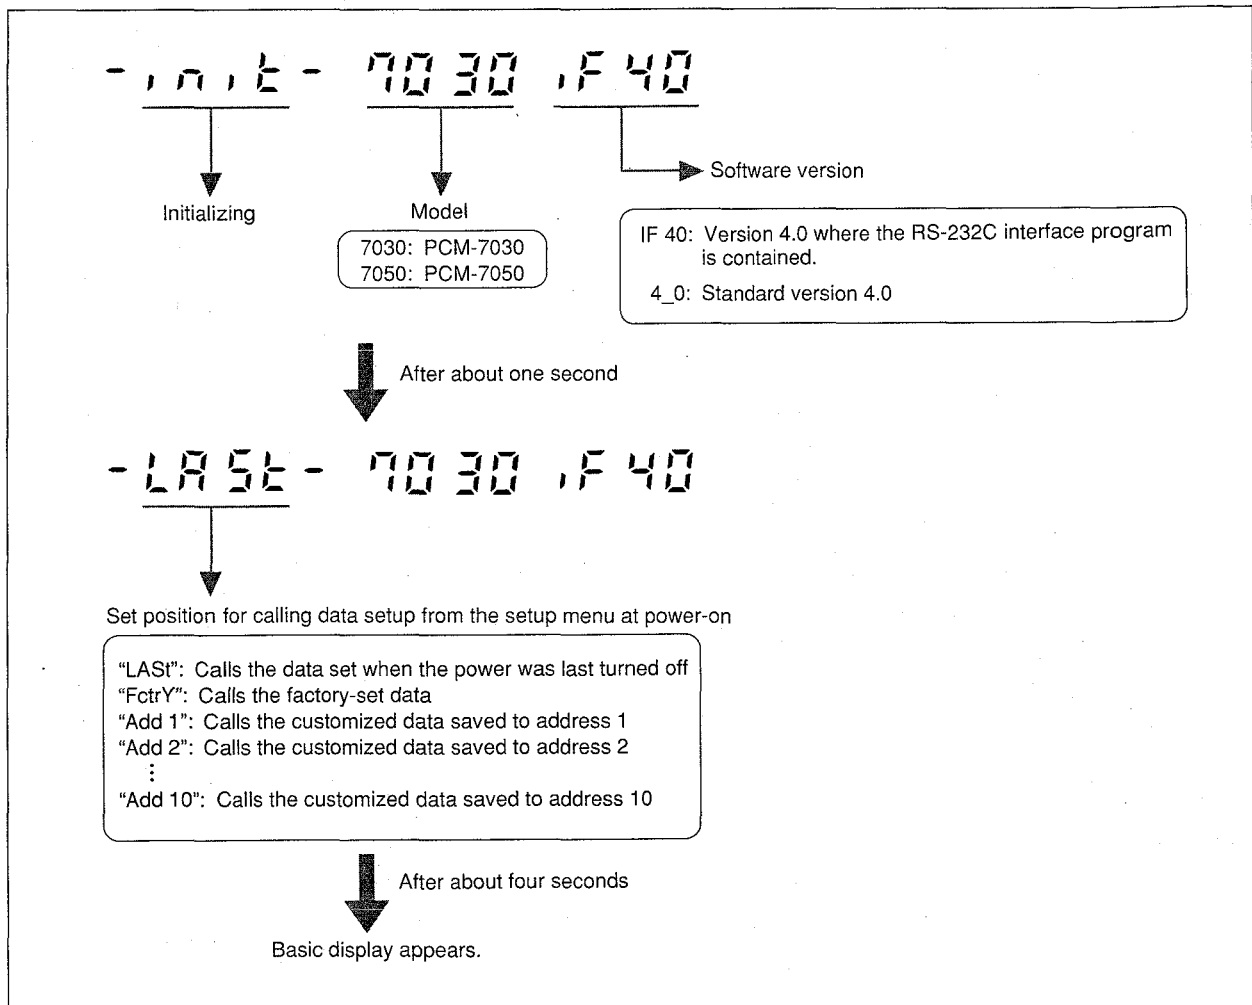 -init- 7030 iF40
Software version
Initializing
Model
7030: PCM-7030
7050: PCM-7050
IF 40: Version 4.0 where the RS-232C interface program
is contained.
4_0: Standard version 4.0
After about one second
-LASt- 7030 iF40
Set position for calling data setup from the setup menu at power-on
“LASt”: Calls the data set when the power was last turned off
“FctrY”: Calls the factory-set data
“Add 1”: Calls the customized data saved to address 1
“Add 2”: Calls the customized data saved to address 2
⋮
“Add 10”: Calls the customized data saved to address 10
After about four seconds
Basic display appears.